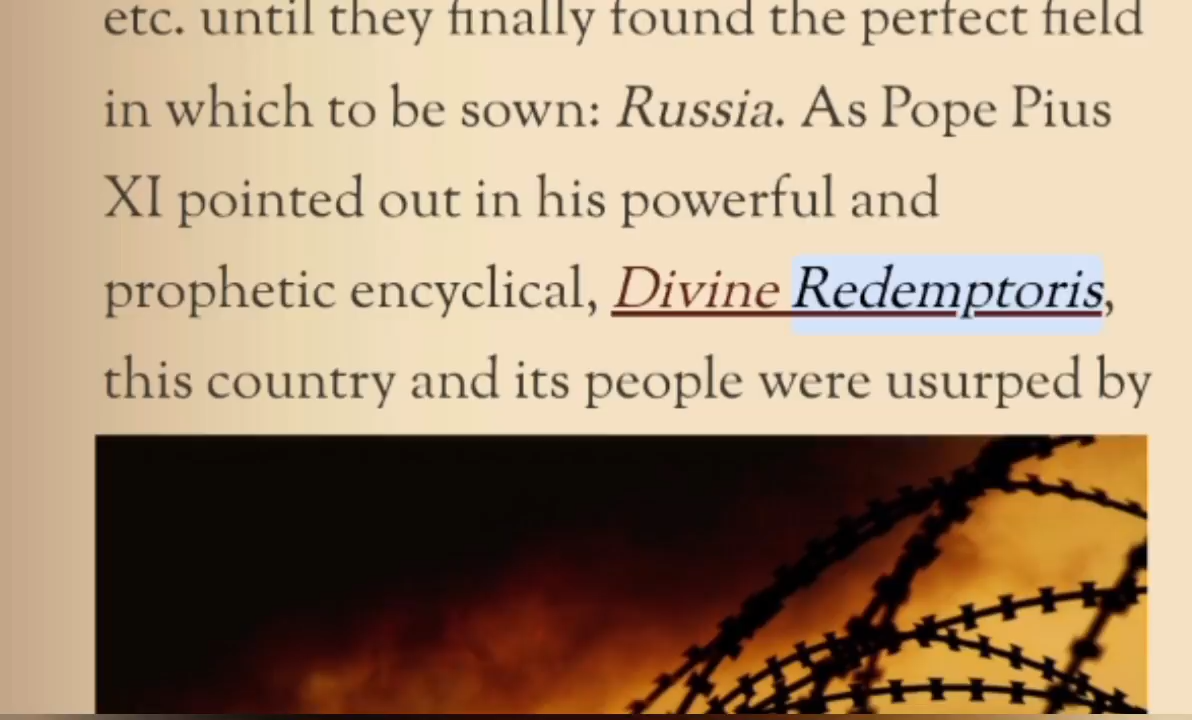 etc. until they finally found the perfect field
in which to be sown: Russia. As Pope Pius
XI pointed out in his powerful and
prophetic encyclical, Divine Redemptoris,
this country and its people were usurped by